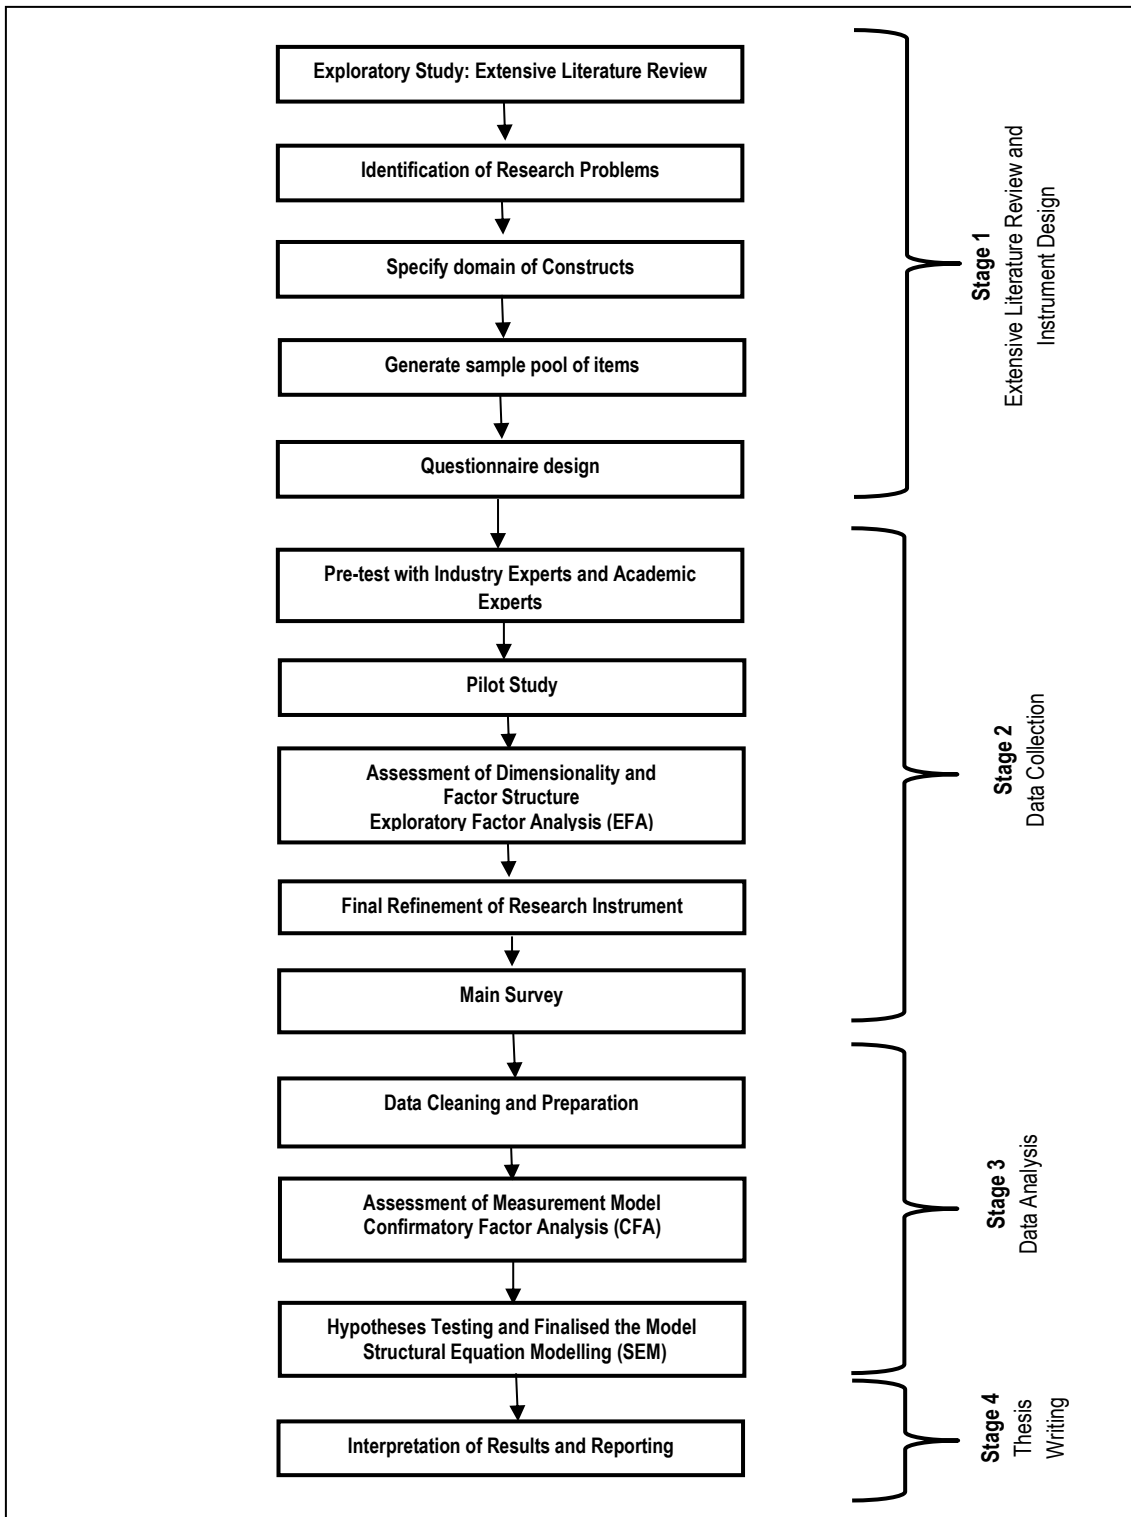 Exploratory Study: Extensive Literature Review
Identification of Research Problems
Specify domain of Constructs
Generate sample pool of items
Questionnaire design
Stage 1
Extensive Literature Review and
Instrument Design
Pre-test with Industry Experts and Academic
Experts
Pilot Study
Assessment of Dimensionality and
Factor Structure
Exploratory Factor Analysis (EFA)
Final Refinement of Research Instrument
Main Survey
Stage 2
Data Collection
Data Cleaning and Preparation
Assessment of Measurement Model
Confirmatory Factor Analysis (CFA)
Hypotheses Testing and Finalised the Model
Structural Equation Modelling (SEM)
Stage 3
Data Analysis
Interpretation of Results and Reporting
Stage 4
Thesis
Writing